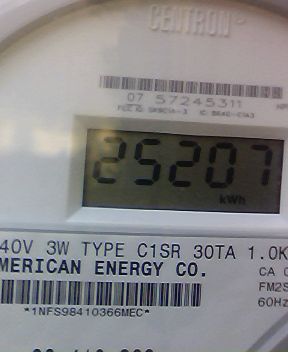 CENTRON®
07 57245311
25207
kWh
40V 3W TYPE C1SR 30TA 1.0K
MERICAN ENERGY CO.
CA 0
FM2S
60Hz
*1NFS98410366MEC*